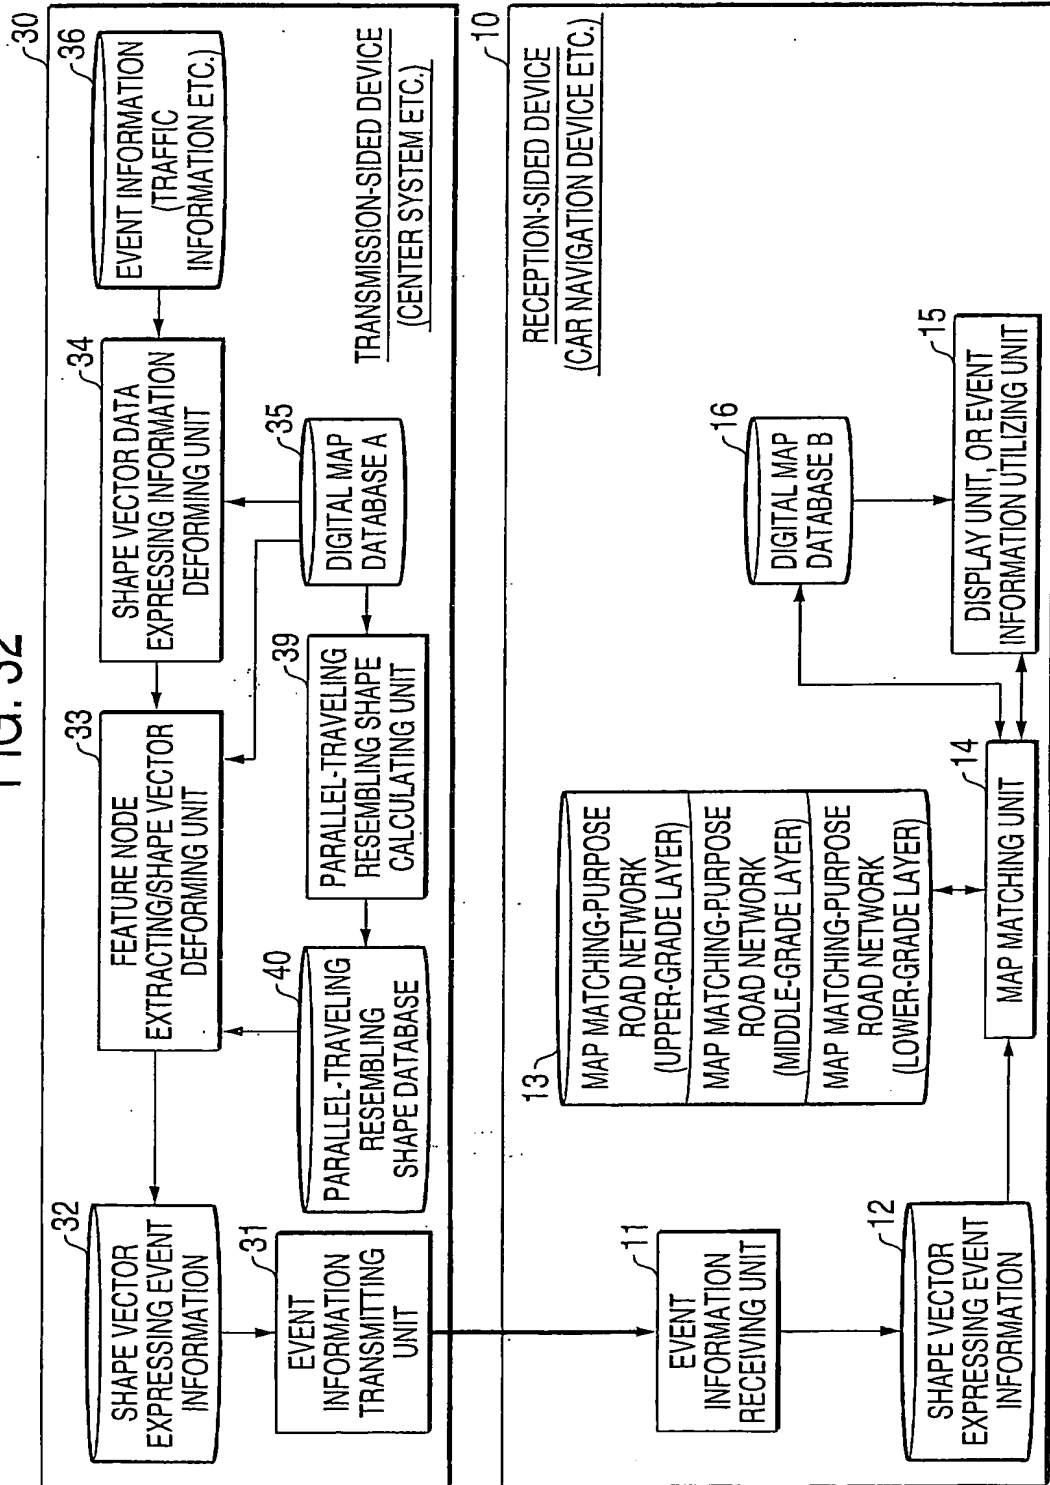 FIG. 32
30
36
EVENT INFORMATION
(TRAFFIC
INFORMATION ETC.)
34
SHAPE VECTOR DATA
EXPRESSING INFORMATION
DEFORMING UNIT
33
FEATURE NODE
EXTRACTING/SHAPE VECTOR
DEFORMING UNIT
32
SHAPE VECTOR
EXPRESSING EVENT
INFORMATION
35
DIGITAL MAP
DATABASE A
39
PARALLEL-TRAVELING
RESEMBLING SHAPE
CALCULATING UNIT
40
PARALLEL-TRAVELING
RESEMBLING
SHAPE DATABASE
31
EVENT
INFORMATION
TRANSMITTING
UNIT
TRANSMISSION-SIDED DEVICE
(CENTER SYSTEM ETC.)
10
RECEPTION-SIDED DEVICE
(CAR NAVIGATION DEVICE ETC.)
11
EVENT
INFORMATION
RECEIVING UNIT
12
SHAPE VECTOR
EXPRESSING EVENT
INFORMATION
13
MAP MATCHING-PURPOSE
ROAD NETWORK
(UPPER-GRADE LAYER)
MAP MATCHING-PURPOSE
ROAD NETWORK
(MIDDLE-GRADE LAYER)
MAP MATCHING-PURPOSE
ROAD NETWORK
(LOWER-GRADE LAYER)
14
MAP MATCHING UNIT
16
DIGITAL MAP
DATABASE B
15
DISPLAY UNIT, OR EVENT
INFORMATION UTILIZING UNIT